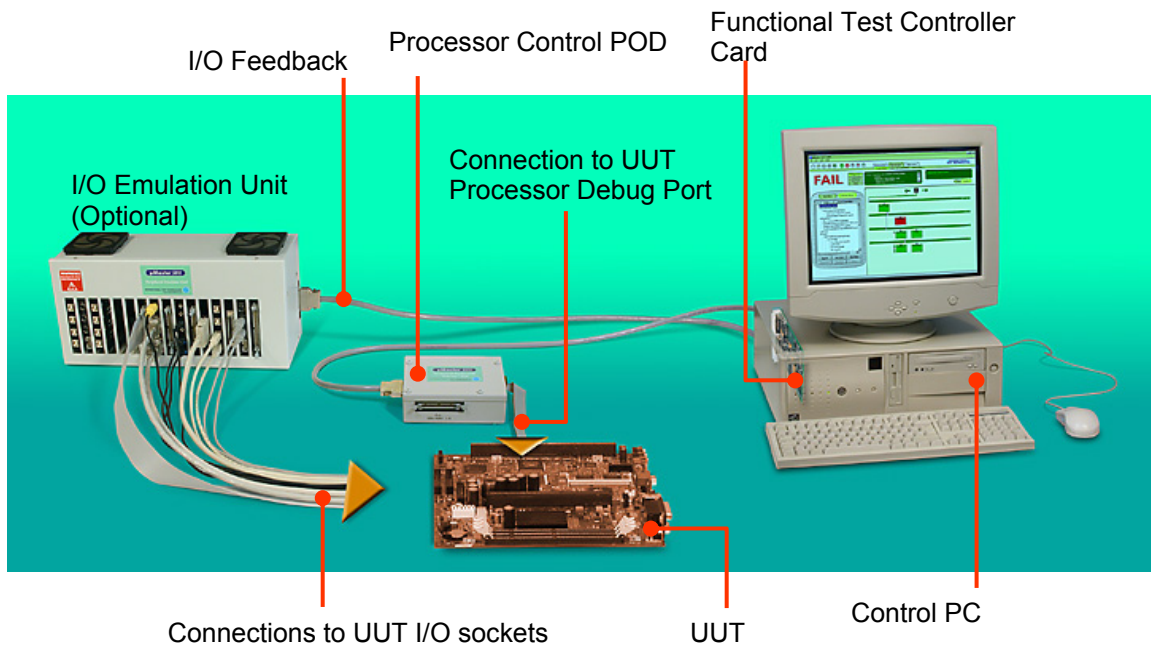 Functional Test Controller
Card
Processor Control POD
I/O Feedback
Connection to UUT
Processor Debug Port
I/O Emulation Unit
(Optional)
FAIL
Control PC
Connections to UUT I/O sockets
UUT